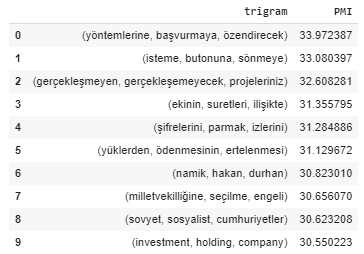 trigram PMI
0 (yöntemlerine, başvurmaya, özendirecek) 33.972387
1 (isteme, butonuna, sönmeye) 33.080397
2 (gerçekleşmeyen, gerçekleşemeyecek, projeleriniz) 32.608281
3 (ekinin, suretleri, ilişikte) 31.355795
4 (şifrelerini, parmak, izlerini) 31.284886
5 (yüklerden, ödenmesinin, ertelenmesi) 31.129672
6 (namik, hakan, durhan) 30.823010
7 (milletvekilliğine, seçilme, engeli) 30.656070
8 (sovyet, sosyalist, cumhuriyetler) 30.623208
9 (investment, holding, company) 30.550223